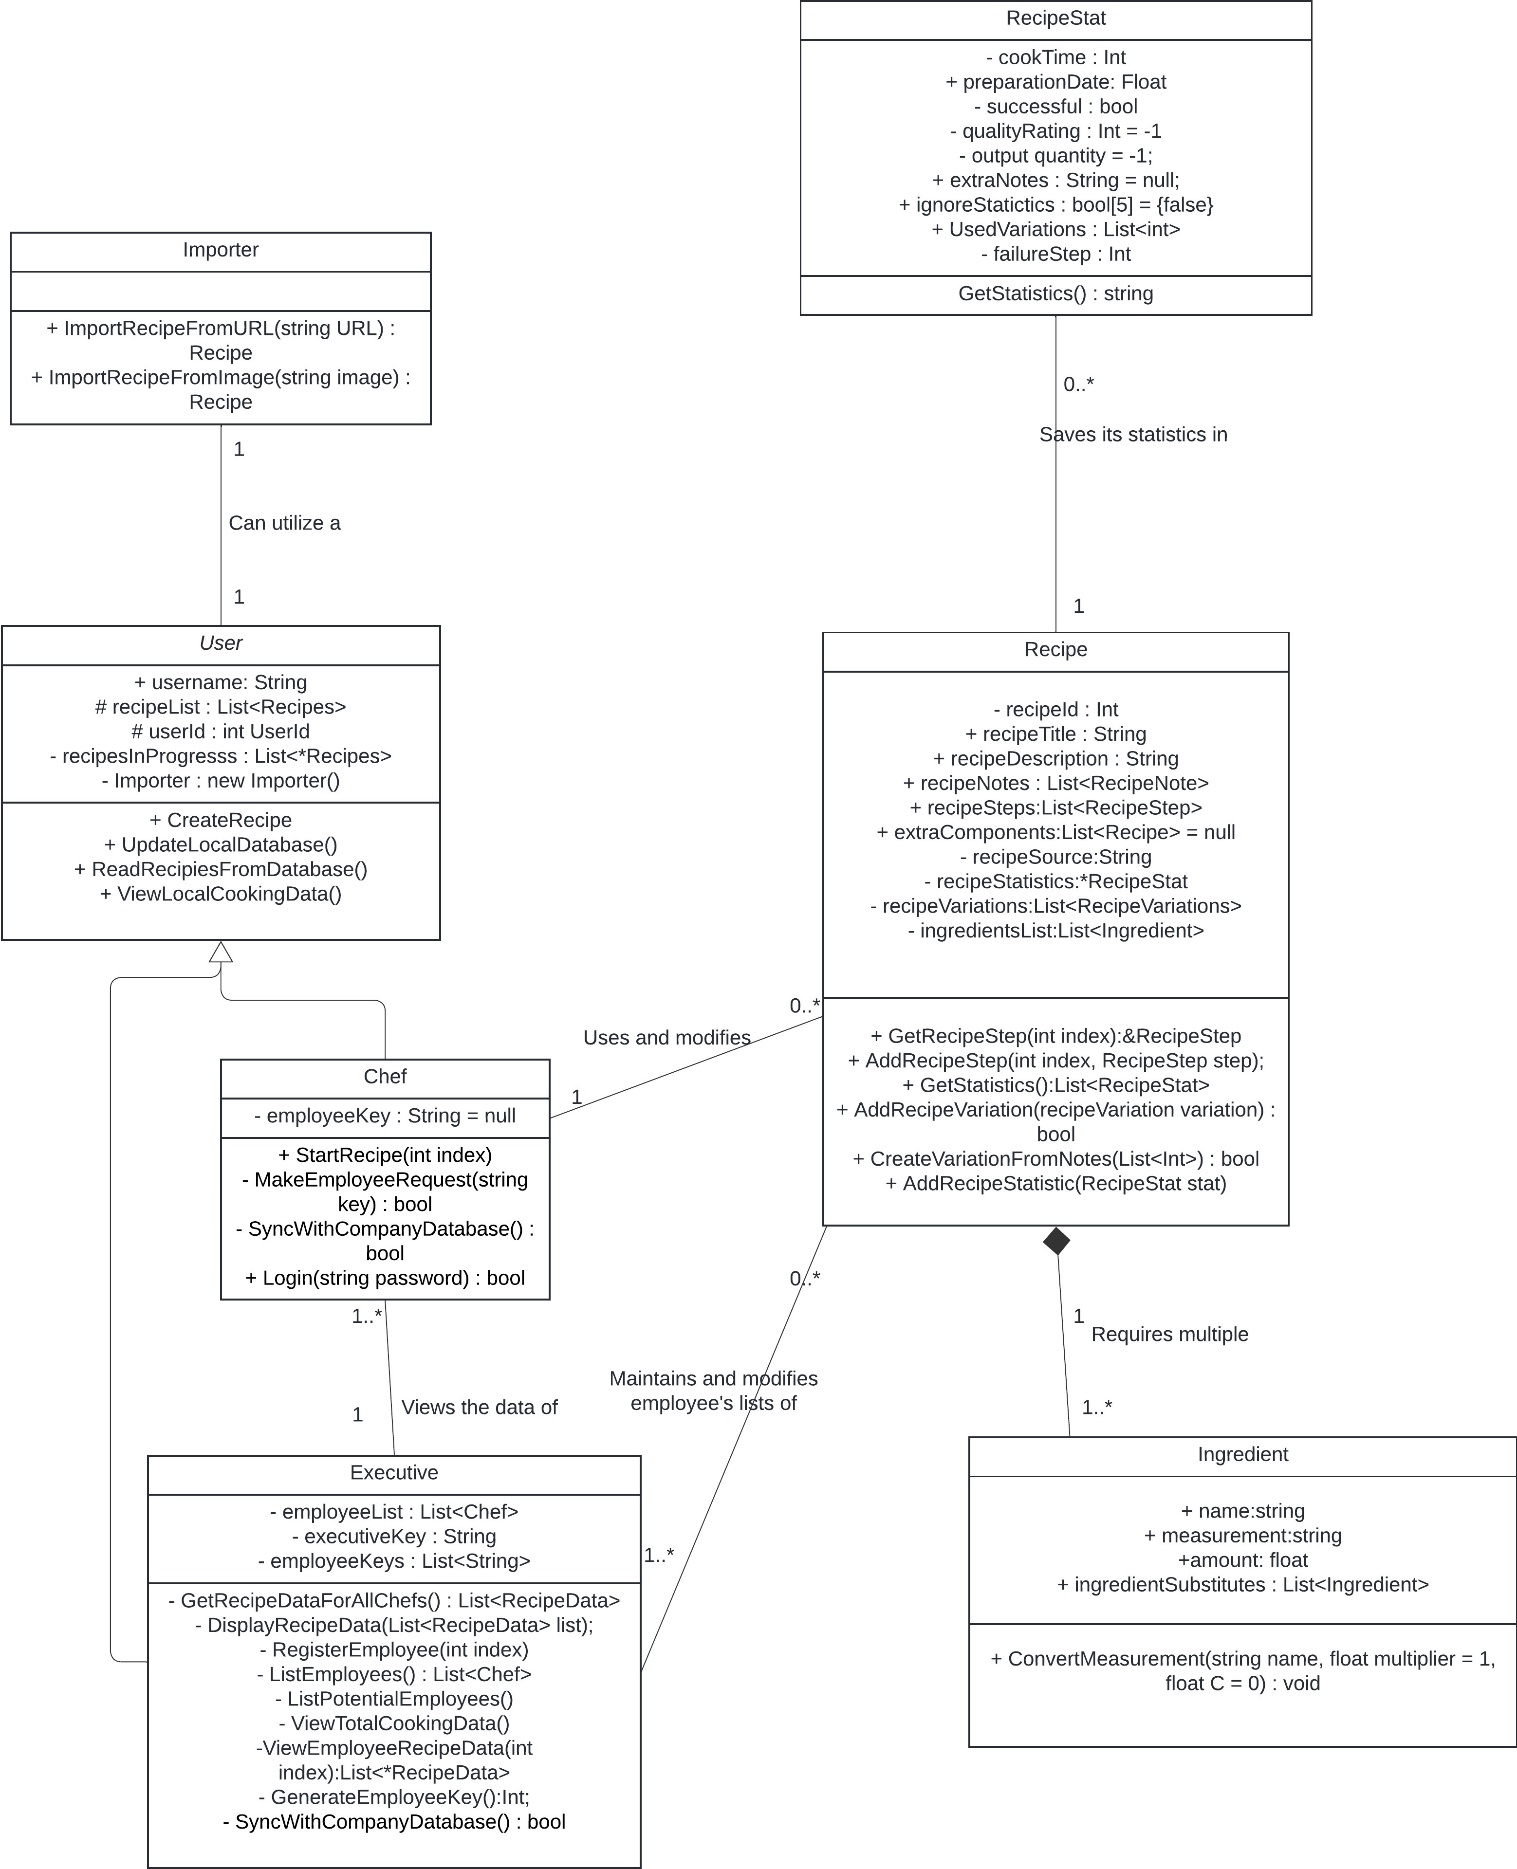 RecipeStat
- cookTime : Int
+ preparationDate: Float
- successful : bool
- qualityRating : Int = -1
- output quantity = -1;
+ extraNotes : String = null;
+ ignoreStatictics : bool[5] = {false}
+ UsedVariations : List<int>
- failureStep : Int
GetStatistics() : string
Importer
+ ImportRecipeFromURL(string URL) :
Recipe
+ ImportRecipeFromImage(string image) :
Recipe
1
Can utilize a
1
0..*
Saves its statistics in
1
User
+ username: String
# recipeList : List<Recipes>
# userId : int UserId
- recipesInProgresss : List<*Recipes>
- Importer : new Importer()
+ CreateRecipe
+ UpdateLocalDatabase()
+ ReadRecipiesFromDatabase()
+ ViewLocalCookingData()
Recipe
- recipeId : Int
+ recipeTitle : String
+ recipeDescription : String
+ recipeNotes : List<RecipeNote>
+ recipeSteps:List<RecipeStep>
+ extraComponents:List<Recipe> = null
- recipeSource:String
- recipeStatistics:*RecipeStat
- recipeVariations:List<RecipeVariations>
- ingredientsList:List<Ingredient>
+ GetRecipeStep(int index):&RecipeStep
+ AddRecipeStep(int index, RecipeStep step);
+ GetStatistics():List<RecipeStat>
+ AddRecipeVariation(recipeVariation variation) :
bool
+ CreateVariationFromNotes(List<Int>) : bool
+ AddRecipeStatistic(RecipeStat stat)
0..*
Uses and modifies
1
Chef
- employeeKey : String = null
+ StartRecipe(int index)
- MakeEmployeeRequest(string
key) : bool
- SyncWithCompanyDatabase() :
bool
+ Login(string password) : bool
1..*
Views the data of
1
0..*
Maintains and modifies
employee's lists of
1..*
1
Requires multiple
1..*
Executive
- employeeList : List<Chef>
- executiveKey : String
- employeeKeys : List<String>
- GetRecipeDataForAllChefs() : List<RecipeData>
- DisplayRecipeData(List<RecipeData> list);
- RegisterEmployee(int index)
- ListEmployees() : List<Chef>
- ListPotentialEmployees()
- ViewTotalCookingData()
-ViewEmployeeRecipeData(int
index):List<*RecipeData>
- GenerateEmployeeKey():Int;
- SyncWithCompanyDatabase() : bool
Ingredient
+ name:string
+ measurement:string
+amount: float
+ ingredientSubstitutes : List<Ingredient>
+ ConvertMeasurement(string name, float multiplier = 1,
float C = 0) : void